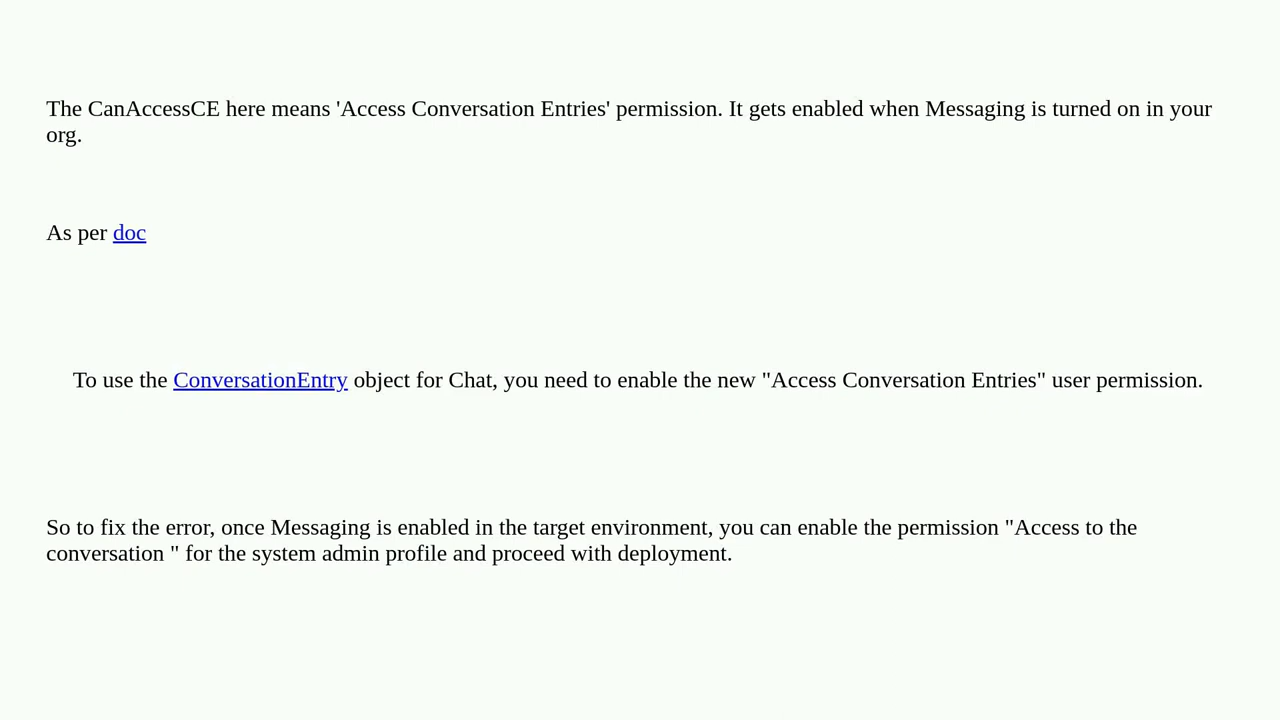 The CanAccessCE here means 'Access Conversation Entries' permission. It gets enabled when Messaging is turned on in your
org.
As per doc
To use the ConversationEntry object for Chat, you need to enable the new "Access Conversation Entries" user permission.
So to fix the error, once Messaging is enabled in the target environment, you can enable the permission "Access to the
conversation " for the system admin profile and proceed with deployment.